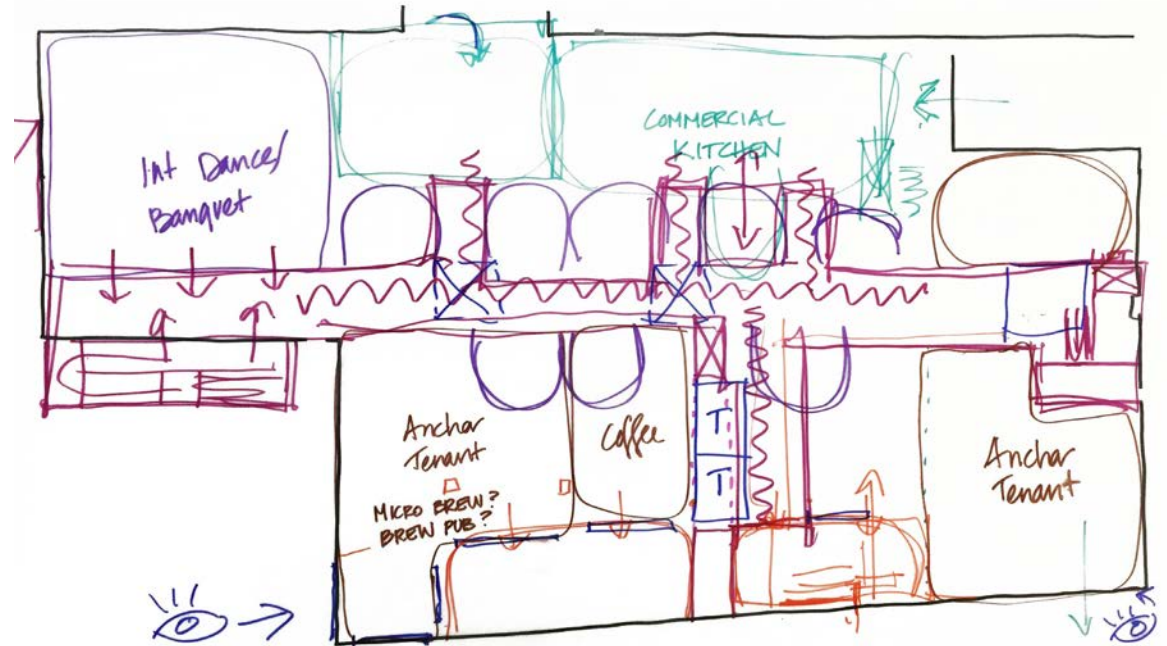 COMMERCIAL
KITCHEN
Int Dance/
Banquet
Anchor
Tenant
MICRO BREW?
BREW PUB?
Coffee
T
T
Anchor
Tenant